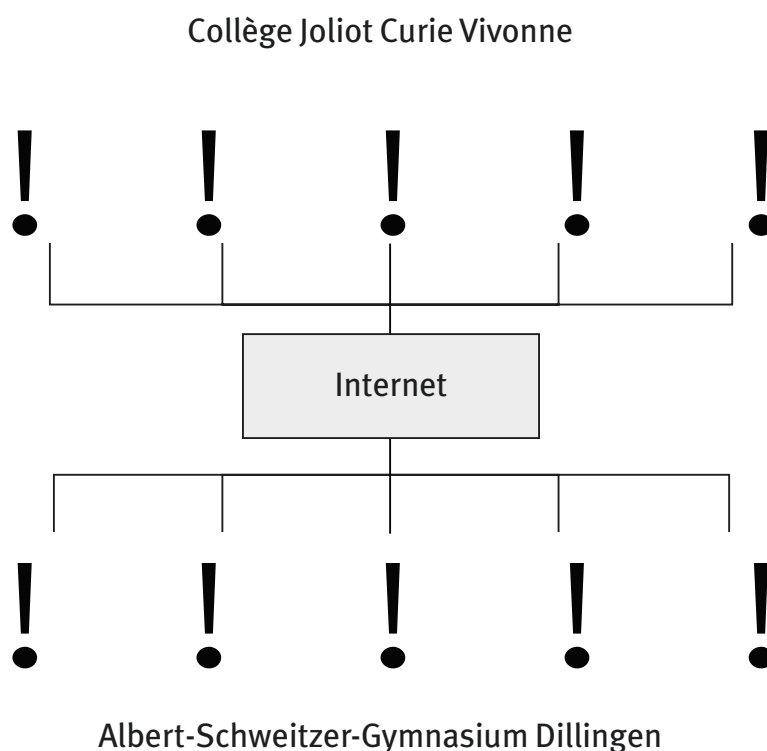 Collège Joliot Curie Vivonne
! ! ! ! !
Internet
! ! ! ! !
Albert-Schweitzer-Gymnasium Dillingen